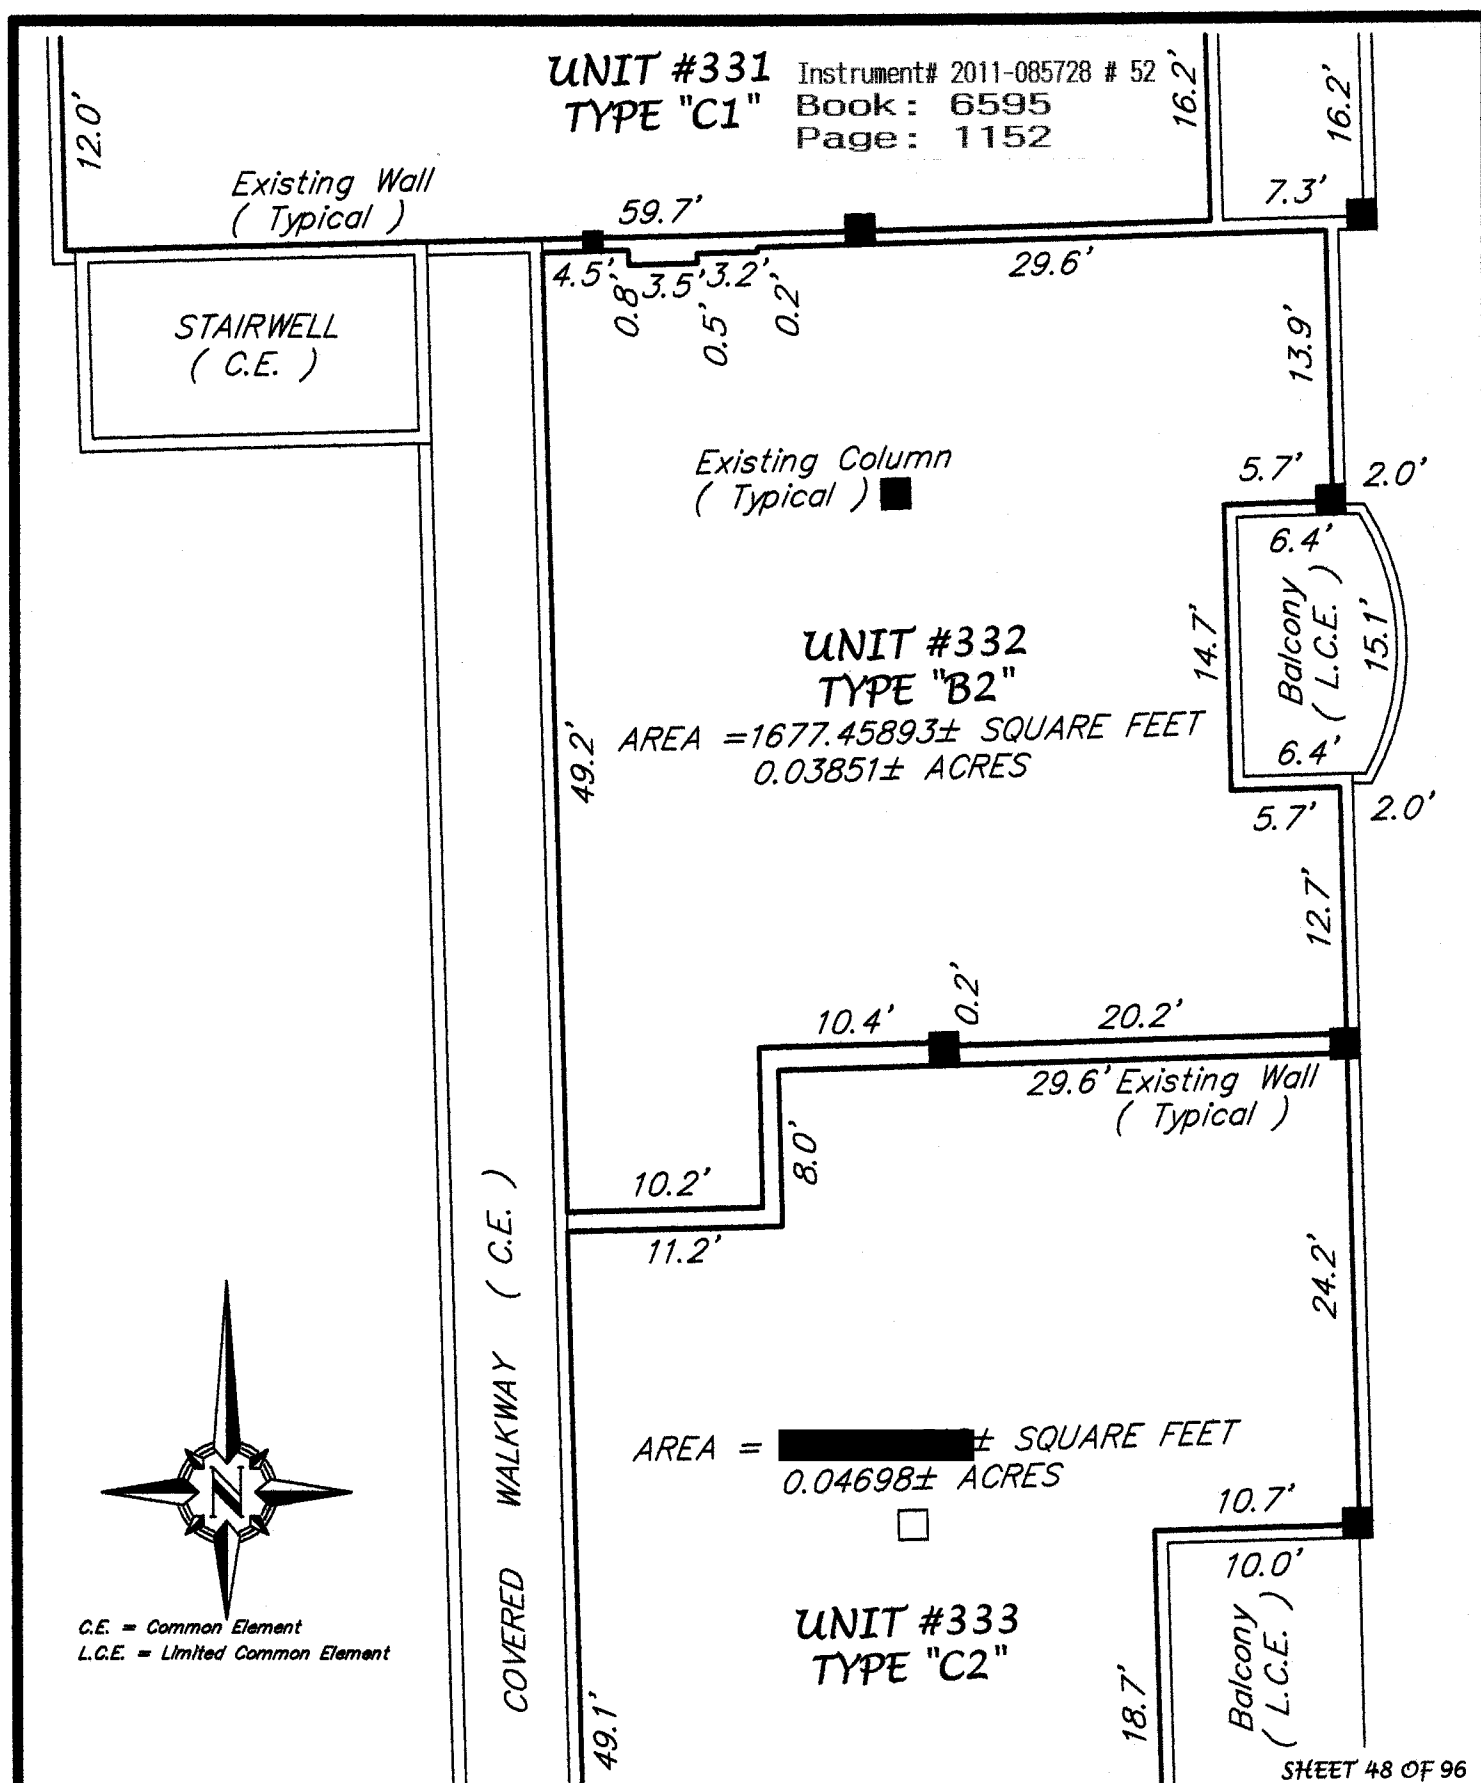 UNIT #331
TYPE "C1"
Instrument# 2011-085728 # 52
Book: 6595
Page: 1152
12.0'
16.2'
16.2'
Existing Wall
( Typical )
59.7'
7.3'
4.5'
0.8'
3.5'
0.5'
3.2'
0.2'
29.6'
STAIRWELL
( C.E. )
13.9'
Existing Column
( Typical )
5.7'
2.0'
6.4'
Balcony
( L.C.E. )
14.7'
15.1'
UNIT #332
TYPE "B2"
AREA =1677.45893± SQUARE FEET
0.03851± ACRES
49.2'
6.4'
5.7'
2.0'
12.7'
10.4'
0.2'
20.2'
29.6'
Existing Wall
( Typical )
8.0'
10.2'
11.2'
COVERED WALKWAY ( C.E. )
24.2'
AREA = ± SQUARE FEET
0.04698± ACRES
10.7'
10.0'
Balcony
( L.C.E. )
UNIT #333
TYPE "C2"
18.7'
49.1'
N
C.E. = Common Element
L.C.E. = Limited Common Element
SHEET 48 OF 96